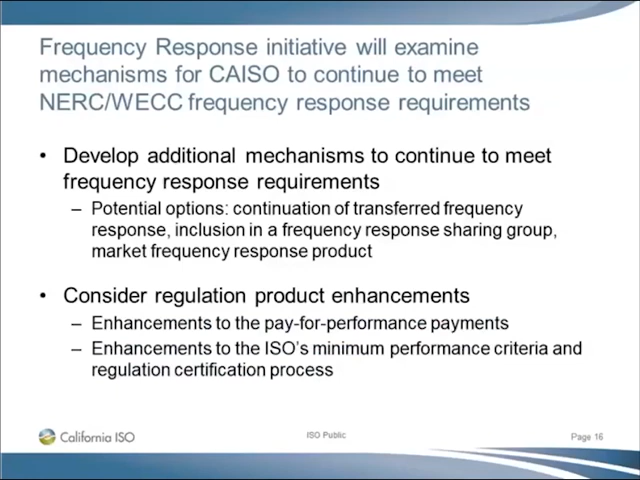 Frequency Response initiative will examine
mechanisms for CAISO to continue to meet
NERC/WECC frequency response requirements
• Develop additional mechanisms to continue to meet
frequency response requirements
– Potential options: continuation of transferred frequency
response, inclusion in a frequency response sharing group,
market frequency response product
• Consider regulation product enhancements
– Enhancements to the pay-for-performance payments
– Enhancements to the ISO's minimum performance criteria and
regulation certification process
California ISO
ISO Public
Page 16